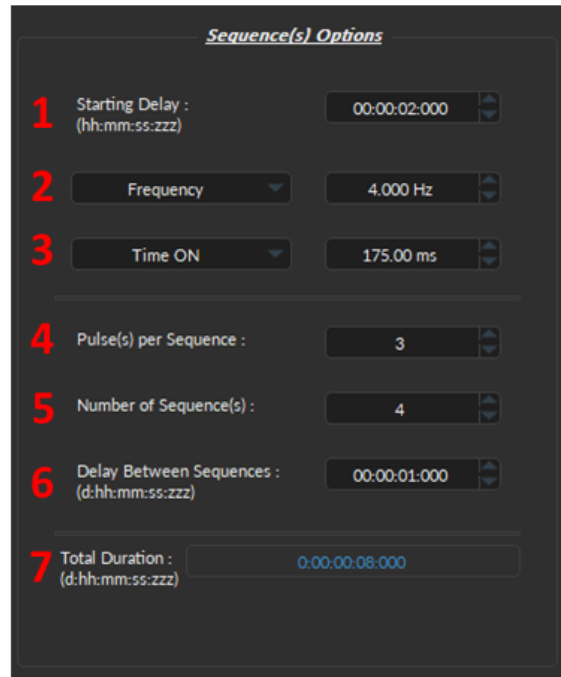 Sequence(s) Options
1 Starting Delay : 00:00:02:000
(hh:mm:ss:zzz)
2 Frequency 4.000 Hz
3 Time ON 175.00 ms
4 Pulse(s) per Sequence : 3
5 Number of Sequence(s) : 4
6 Delay Between Sequences : 00:00:01:000
(d:hh:mm:ss:zzz)
7 Total Duration : 0:00:00:08:000
(d:hh:mm:ss:zzz)